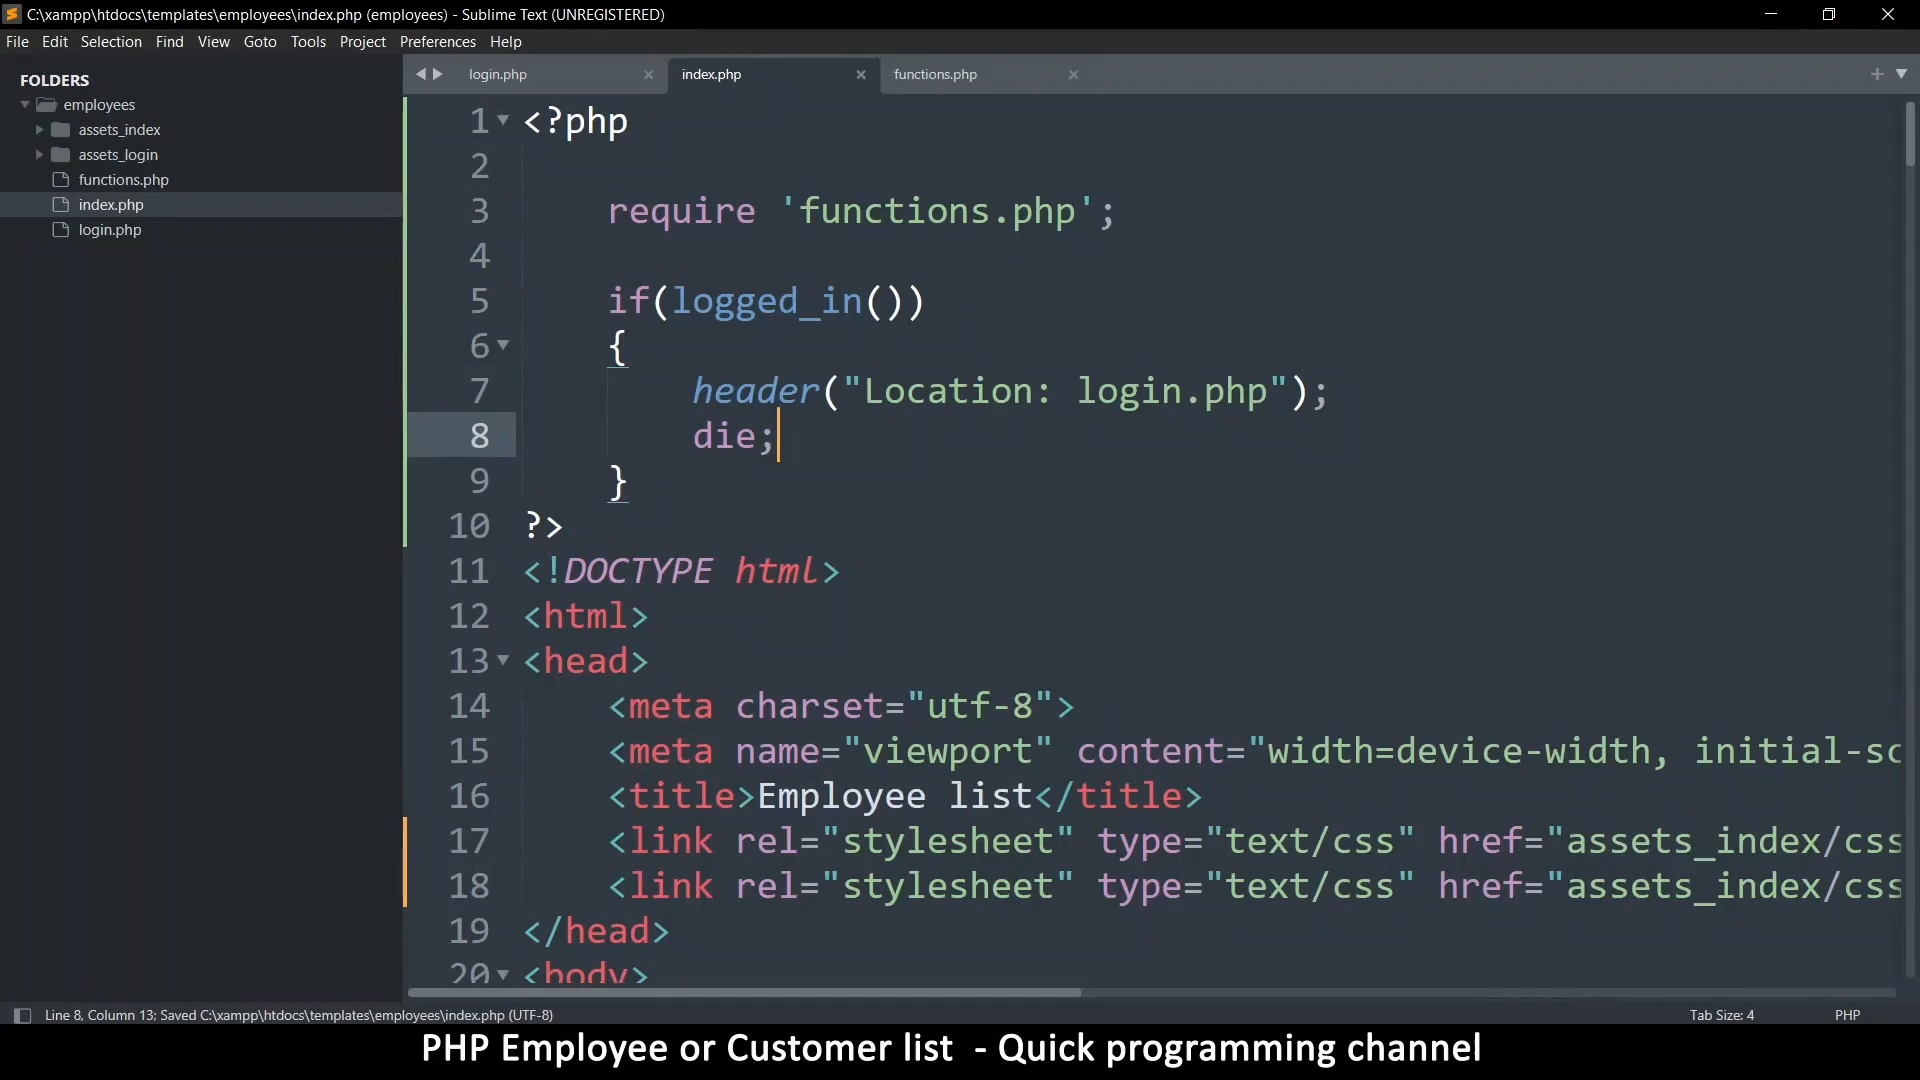 C:\xampp\htdocs\templates\employees\index.php (employees) - Sublime Text (UNREGISTERED)
File Edit Selection Find View Goto Tools Project Preferences Help
FOLDERS
employees
assets_index
assets_login
functions.php
index.php
login.php
login.php index.php functions.php
1 <?php
2
3 require 'functions.php';
4
5 if(logged_in())
6 {
7 header("Location: login.php");
8 die;
9 }
10 ?>
11 <!DOCTYPE html>
12 <html>
13 <head>
14 <meta charset="utf-8">
15 <meta name="viewport" content="width=device-width, initial-sc
16 <title>Employee list</title>
17 <link rel="stylesheet" type="text/css" href="assets_index/css
18 <link rel="stylesheet" type="text/css" href="assets_index/css
19 </head>
20 <body>
Line 8, Column 13; Saved C:\xampp\htdocs\templates\employees\index.php (UTF-8) Tab Size: 4 PHP
PHP Employee or Customer list - Quick programming channel